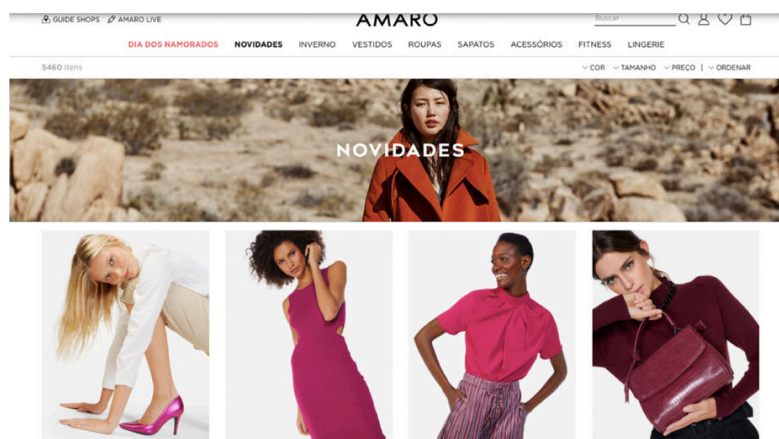 GUIDE SHOPS AMARO LIVE AMARO Buscar
DIA DOS NAMORADOS NOVIDADES INVERNO VESTIDOS ROUPAS SAPATOS ACESSÓRIOS FITNESS LINGERIE
5460 itens COR TAMANHO PREÇO | ORDENAR
NOVIDADES